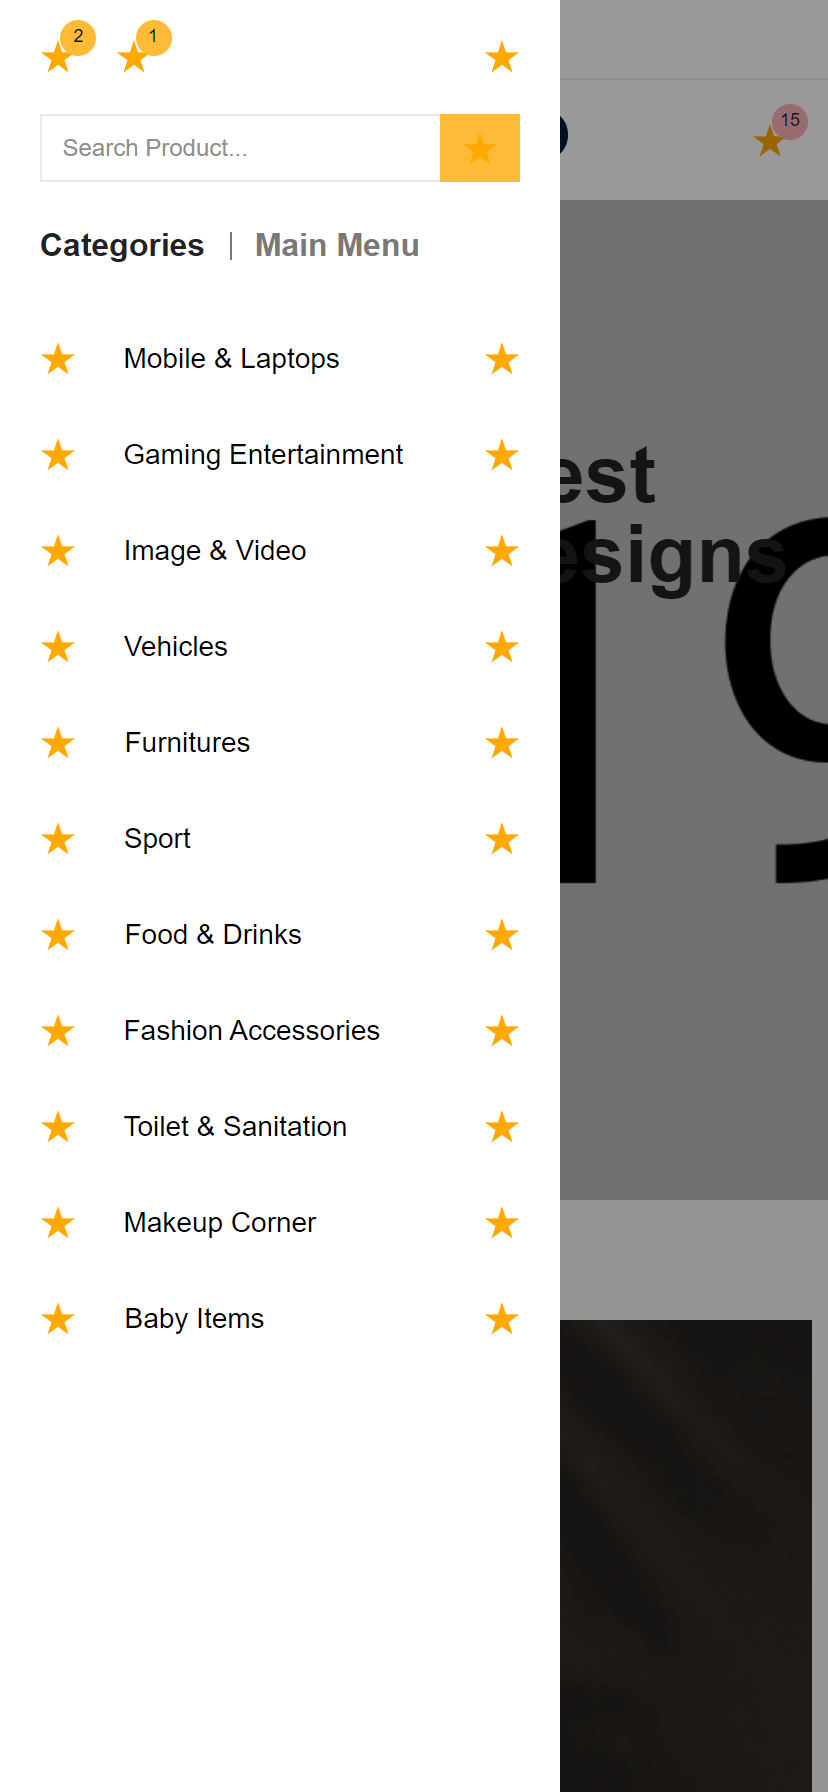 2 1
15
Search Product...
Categories | Main Menu
est
esigns
19
Mobile & Laptops
Gaming Entertainment
Image & Video
Vehicles
Furnitures
Sport
Food & Drinks
Fashion Accessories
Toilet & Sanitation
Makeup Corner
Baby Items